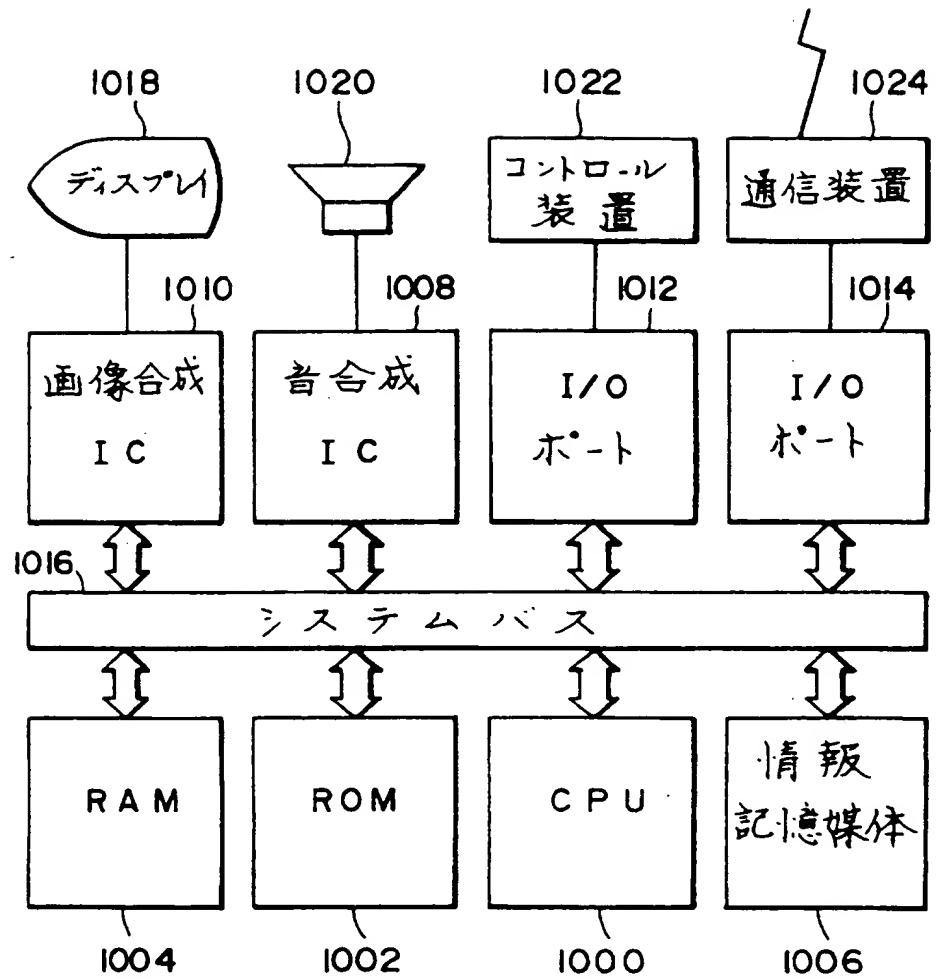 1018
1020
1022
1024
ディスプレイ
コントロール
装置
通信装置
1010
1008
1012
1014
画像合成
IC
音合成
IC
I/O
ポート
I/O
ポート
1016
システムバス
RAM
ROM
CPU
情報
記憶媒体
1004
1002
1000
1006